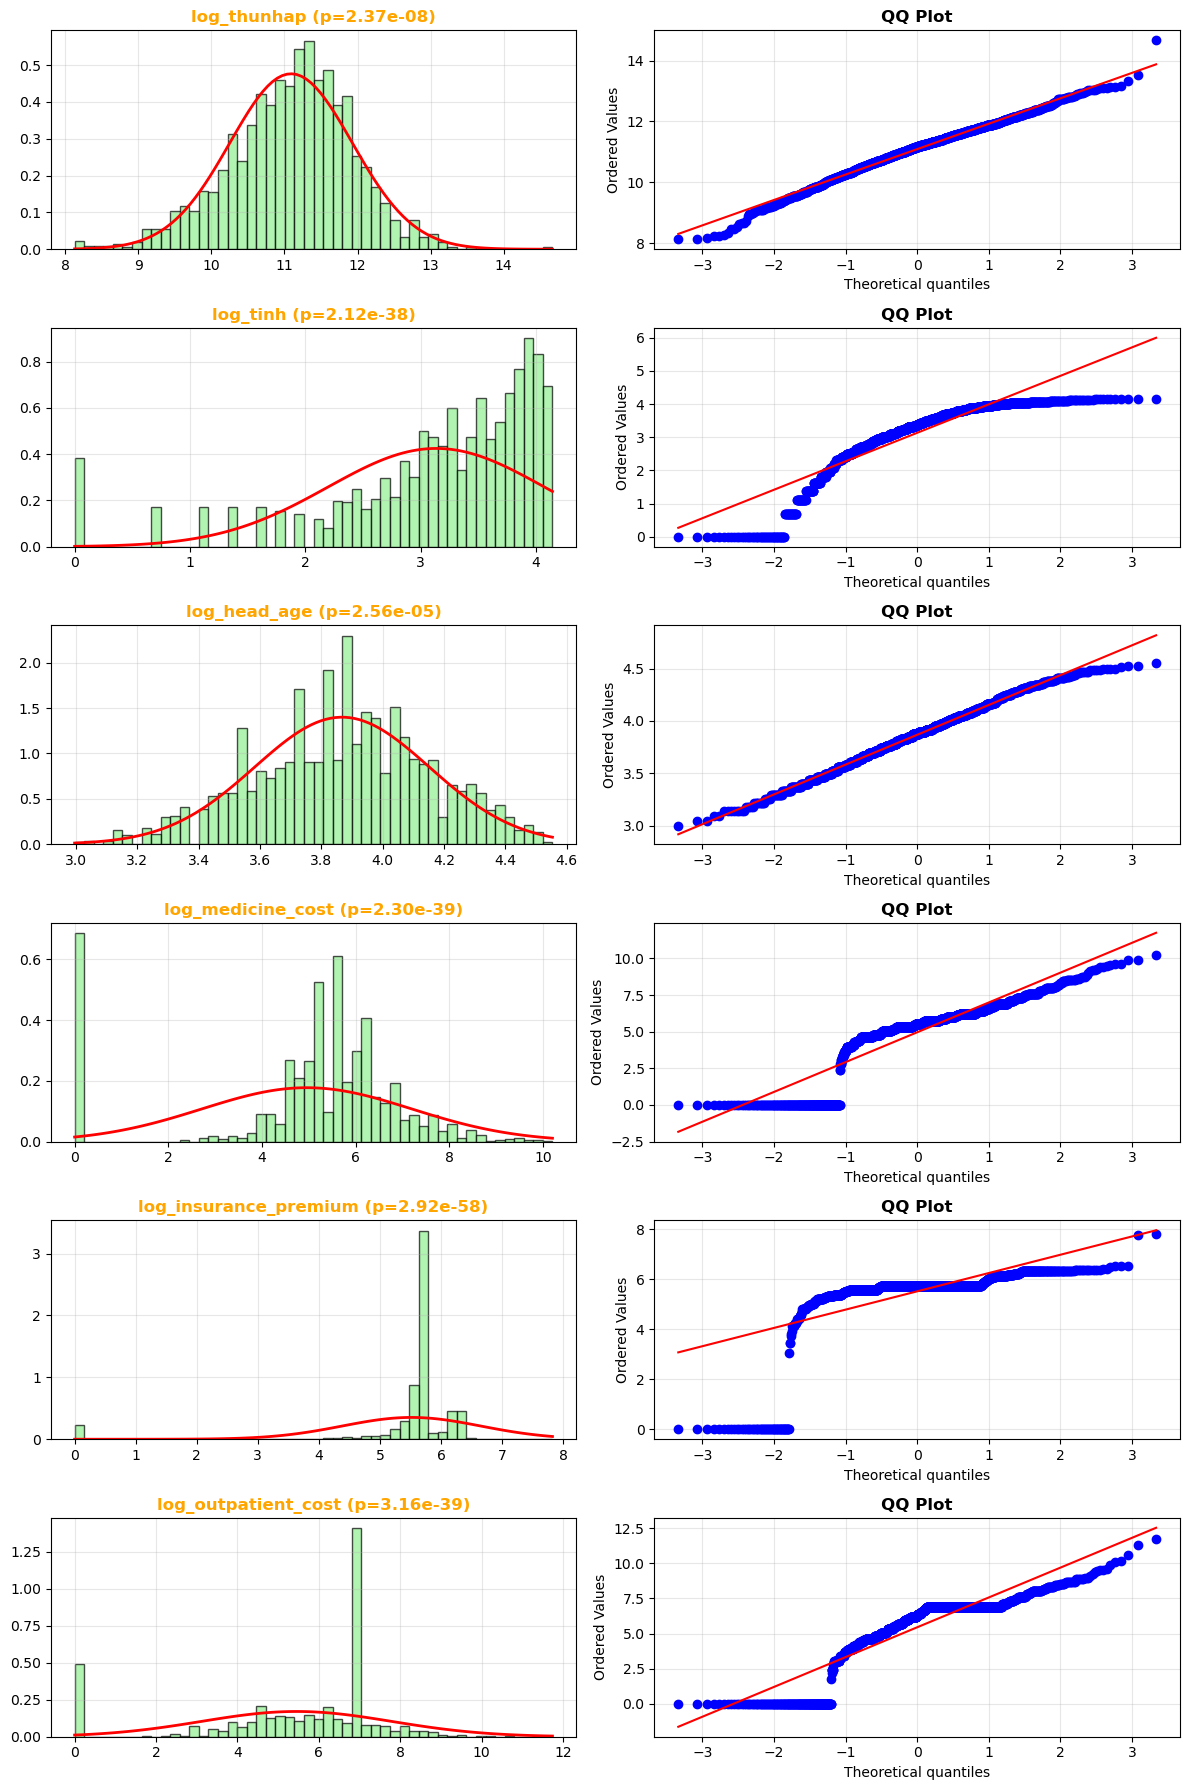 log_thunhap (p=2.37e-08)
QQ Plot
0.5
0.4
0.3
0.2
0.1
0.0
8 9 10 11 12 13 14
Ordered Values
14
12
10
8
−3 −2 −1 0 1 2 3
Theoretical quantiles
log_tinh (p=2.12e-38)
QQ Plot
0.8
0.6
0.4
0.2
0.0
0 1 2 3 4
Ordered Values
6
5
4
3
2
1
0
−3 −2 −1 0 1 2 3
Theoretical quantiles
log_head_age (p=2.56e-05)
QQ Plot
2.0
1.5
1.0
0.5
0.0
3.0 3.2 3.4 3.6 3.8 4.0 4.2 4.4 4.6
Ordered Values
4.5
4.0
3.5
3.0
−3 −2 −1 0 1 2 3
Theoretical quantiles
log_medicine_cost (p=2.30e-39)
QQ Plot
0.6
0.4
0.2
0.0
0 2 4 6 8 10
Ordered Values
10.0
7.5
5.0
2.5
0.0
−2.5
−3 −2 −1 0 1 2 3
Theoretical quantiles
log_insurance_premium (p=2.92e-58)
QQ Plot
3
2
1
0
0 1 2 3 4 5 6 7 8
Ordered Values
8
6
4
2
0
−3 −2 −1 0 1 2 3
Theoretical quantiles
log_outpatient_cost (p=3.16e-39)
QQ Plot
1.25
1.00
0.75
0.50
0.25
0.00
0 2 4 6 8 10 12
Ordered Values
12.5
10.0
7.5
5.0
2.5
0.0
−3 −2 −1 0 1 2 3
Theoretical quantiles